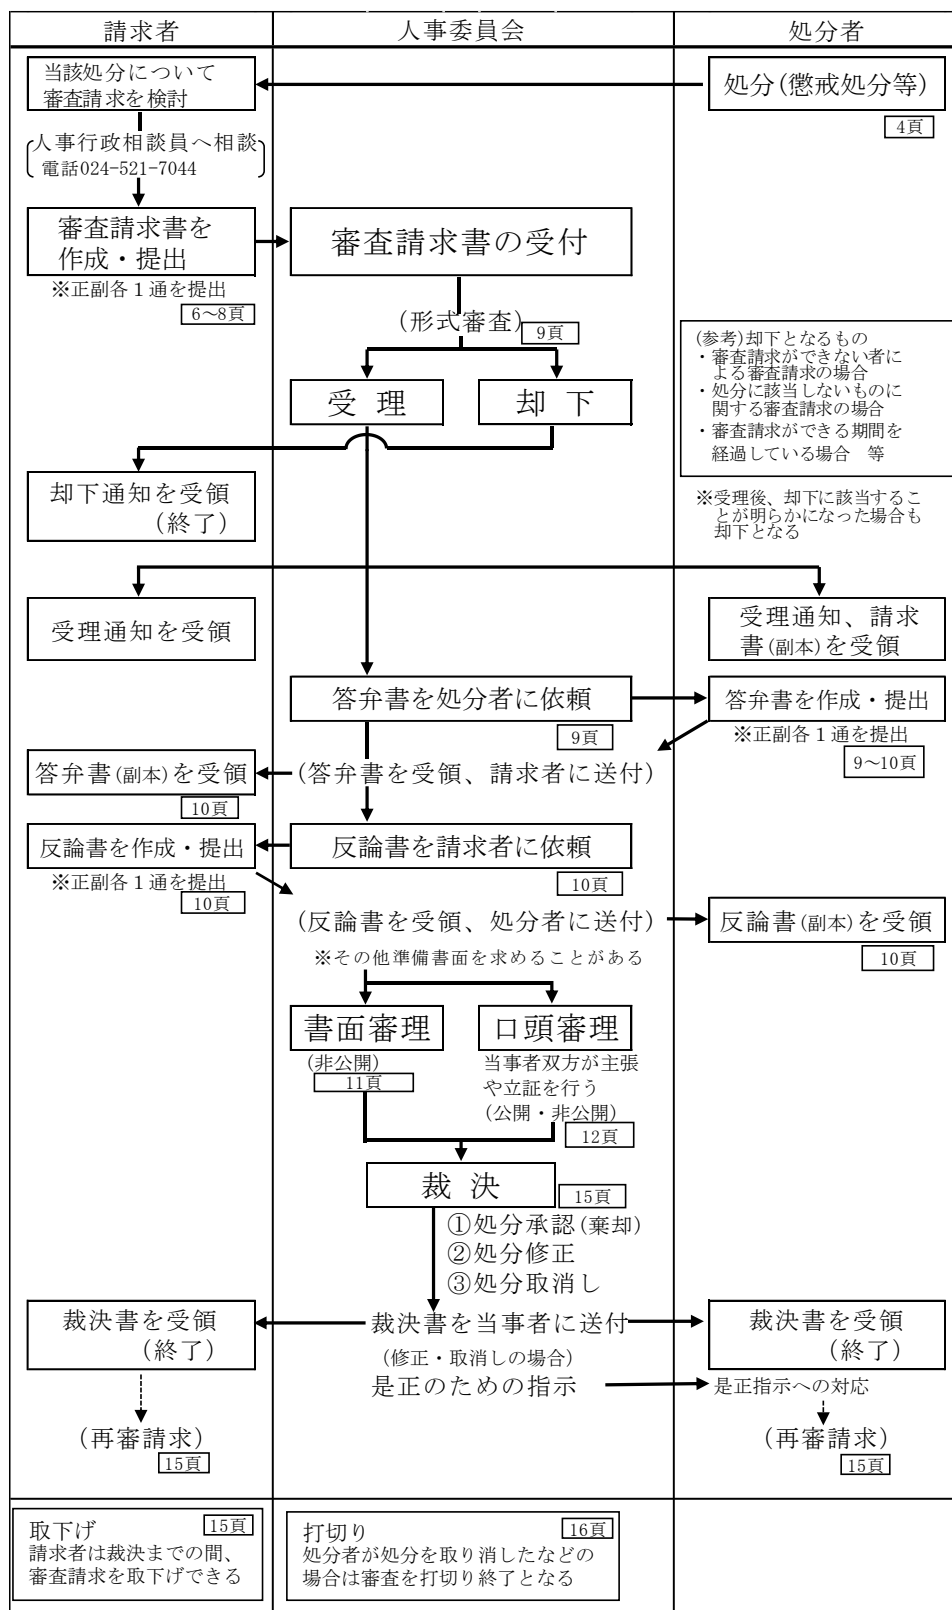 請求者
人事委員会
処分者
当該処分について
審査請求を検討
処分(懲戒処分等)
4頁
人事行政相談員へ相談
電話024-521-7044
審査請求書を
作成・提出
審査請求書の受付
※正副各1通を提出
6～8頁
(形式審査)
9頁
(参考)却下となるもの
・審査請求ができない者に
よる審査請求の場合
・処分に該当しないものに
関する審査請求の場合
・審査請求ができる期間を
経過している場合 等
受 理
却 下
却下通知を受領
(終了)
※受理後、却下に該当するこ
とが明らかになった場合も
却下となる
受理通知を受領
受理通知、請求
書(副本)を受領
答弁書を処分者に依頼
9頁
答弁書を作成・提出
※正副各1通を提出
9～10頁
答弁書(副本)を受領
10頁
(答弁書を受領、請求者に送付)
反論書を作成・提出
反論書を請求者に依頼
10頁
※正副各1通を提出
10頁
(反論書を受領、処分者に送付)
反論書(副本)を受領
10頁
※その他準備書面を求めることがある
書面審理
口頭審理
(非公開)
11頁
当事者双方が主張
や立証を行う
(公開・非公開)
12頁
裁 決
15頁
①処分承認(棄却)
②処分修正
③処分取消し
裁決書を受領
(終了)
裁決書を当事者に送付
裁決書を受領
(終了)
(修正・取消しの場合)
是正のための指示
是正指示への対応
(再審請求)
15頁
(再審請求)
15頁
取下げ
15頁
請求者は裁決までの間、
審査請求を取下げできる
打切り
16頁
処分者が処分を取り消したなどの
場合は審査を打切り終了となる